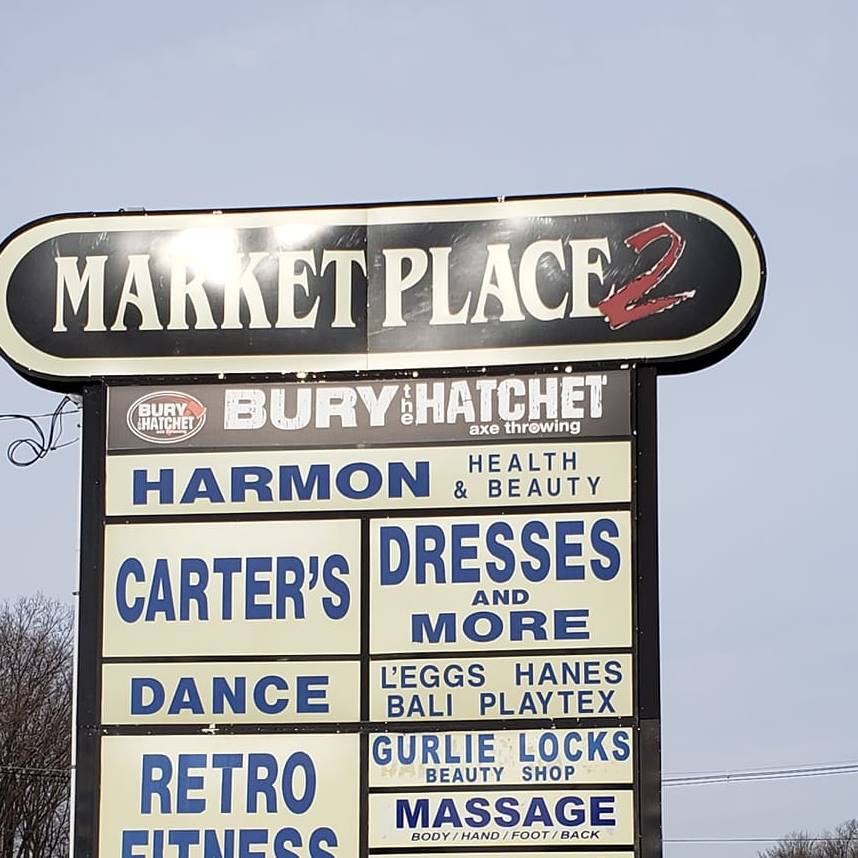 MARKET PLACE 2
BURY THE HATCHET
BURY the HATCHET
axe throwing
HARMON HEALTH
& BEAUTY
CARTER'S
DRESSES
AND
MORE
DANCE
L'EGGS HANES
BALI PLAYTEX
RETRO
FITNESS
GURLIE LOCKS
BEAUTY SHOP
MASSAGE
BODY / HAND / FOOT / BACK